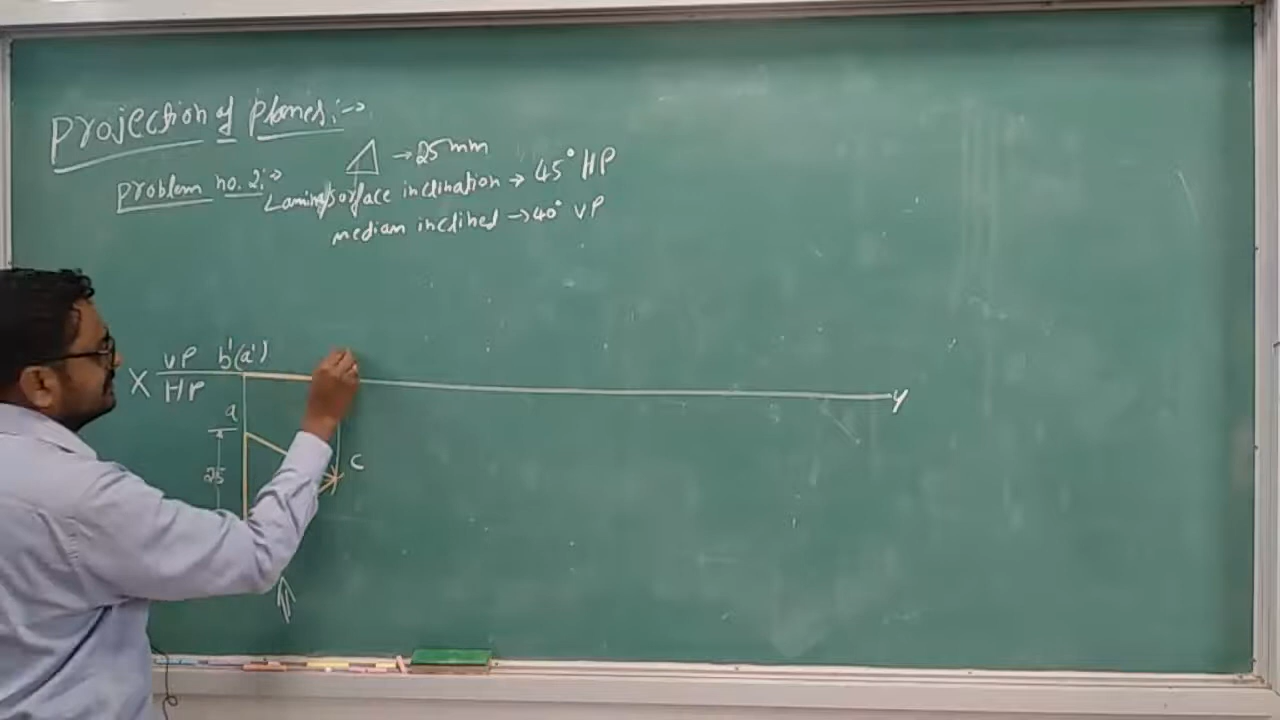 Projection of planes:→
△ → 25 mm
Problem no. 2:→
Lamina/surface inclination → 45° HP
median inclined → 40° VP
X VP b'(a')
HP
y
a
25
c